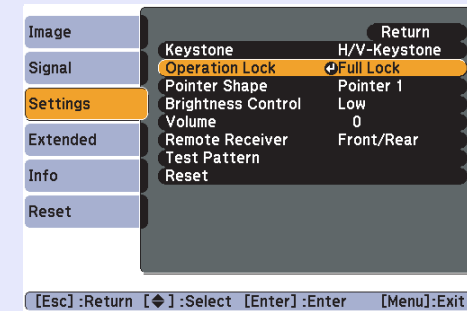 Image
Signal
Settings
Extended
Info
Reset
Return
Keystone H/V-Keystone
Operation Lock Full Lock
Pointer Shape Pointer 1
Brightness Control Low
Volume 0
Remote Receiver Front/Rear
Test Pattern
Reset
[Esc] :Return [◆] :Select [Enter] :Enter [Menu]:Exit